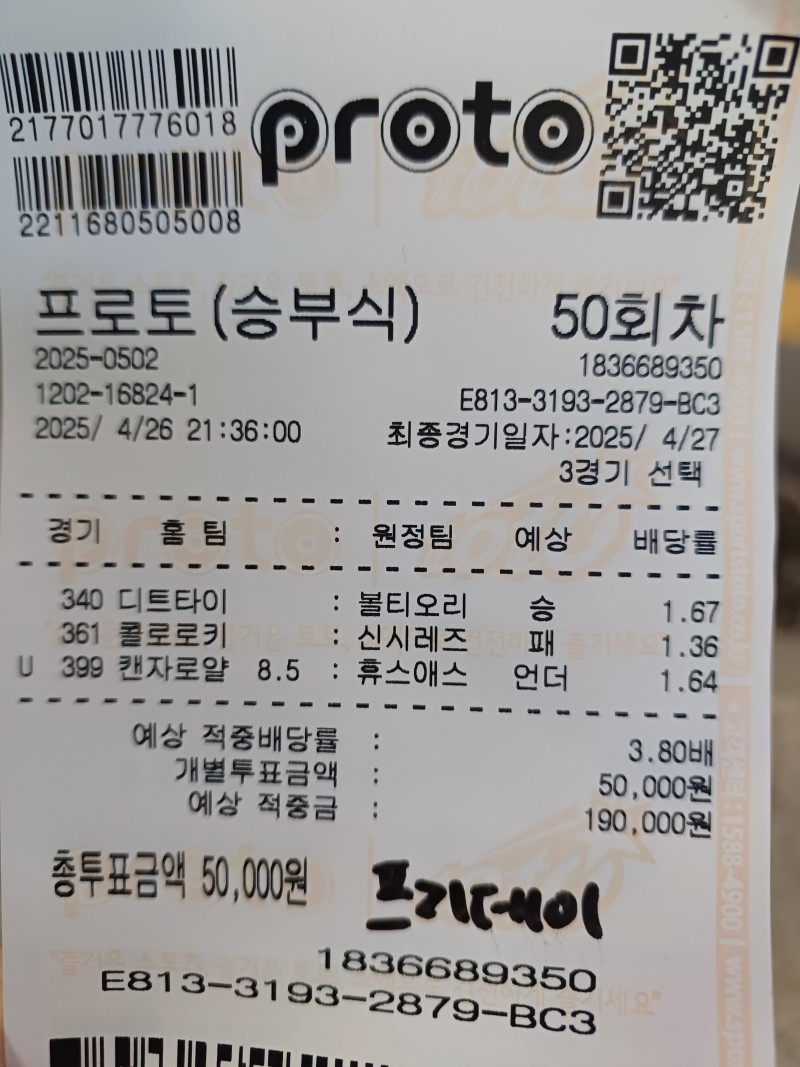 2177017776018
2211680505008
proto
프로토(승부식) 50회차
2025-0502 1836689350
1202-16824-1 E813-3193-2879-BC3
2025/ 4/26 21:36:00 최종경기일자:2025/ 4/27
3경기 선택
경기 홈 팀 : 원정팀 예상 배당률
340 디트타이 : 볼티오리 승 1.67
361 콜로로키 : 신시레즈 패 1.36
U 399 캔자로얄 8.5 : 휴스애스 언더 1.64
예상 적중배당률 : 3.80배
개별투표금액 : 50,000원
예상 적중금 : 190,000원
총투표금액 50,000원
프리데이
1836689350
E813-3193-2879-BC3